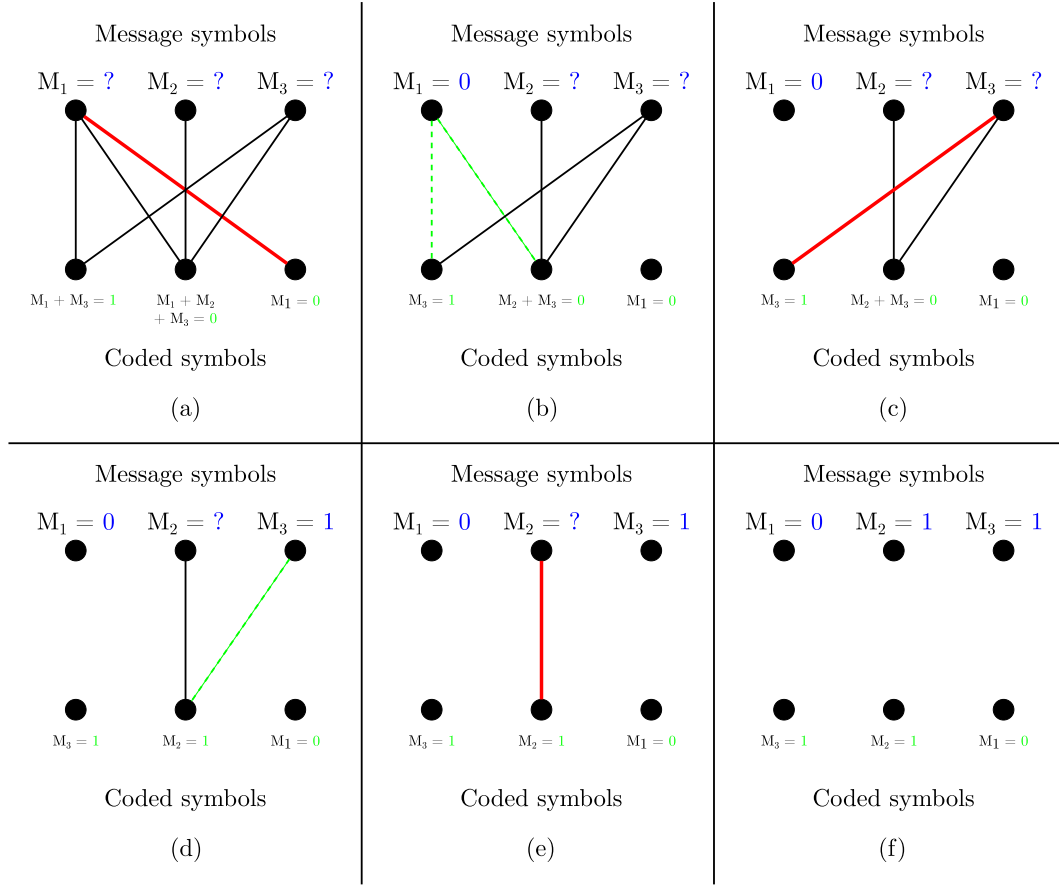 Message symbols
M₁ = ? M₂ = ? M₃ = ?
M₁ + M₃ = 1 M₁ + M₂ M₁ = 0
+ M₃ = 0
Coded symbols
(a)
Message symbols
M₁ = 0 M₂ = ? M₃ = ?
M₃ = 1 M₂ + M₃ = 0 M₁ = 0
Coded symbols
(b)
Message symbols
M₁ = 0 M₂ = ? M₃ = ?
M₃ = 1 M₂ + M₃ = 0 M₁ = 0
Coded symbols
(c)
Message symbols
M₁ = 0 M₂ = ? M₃ = 1
M₃ = 1 M₂ = 1 M₁ = 0
Coded symbols
(d)
Message symbols
M₁ = 0 M₂ = ? M₃ = 1
M₃ = 1 M₂ = 1 M₁ = 0
Coded symbols
(e)
Message symbols
M₁ = 0 M₂ = 1 M₃ = 1
M₃ = 1 M₂ = 1 M₁ = 0
Coded symbols
(f)